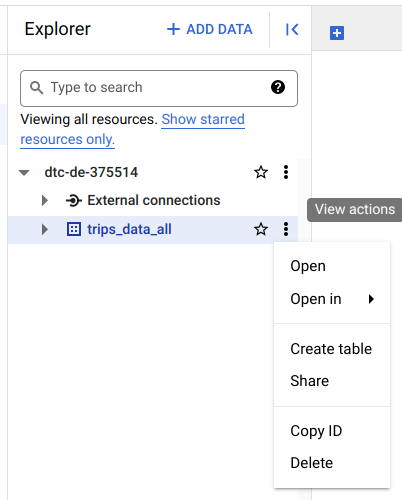 Explorer
+ ADD DATA
Type to search
Viewing all resources. Show starred
resources only.
dtc-de-375514
External connections
trips_data_all
View actions
Open
Open in
Create table
Share
Copy ID
Delete